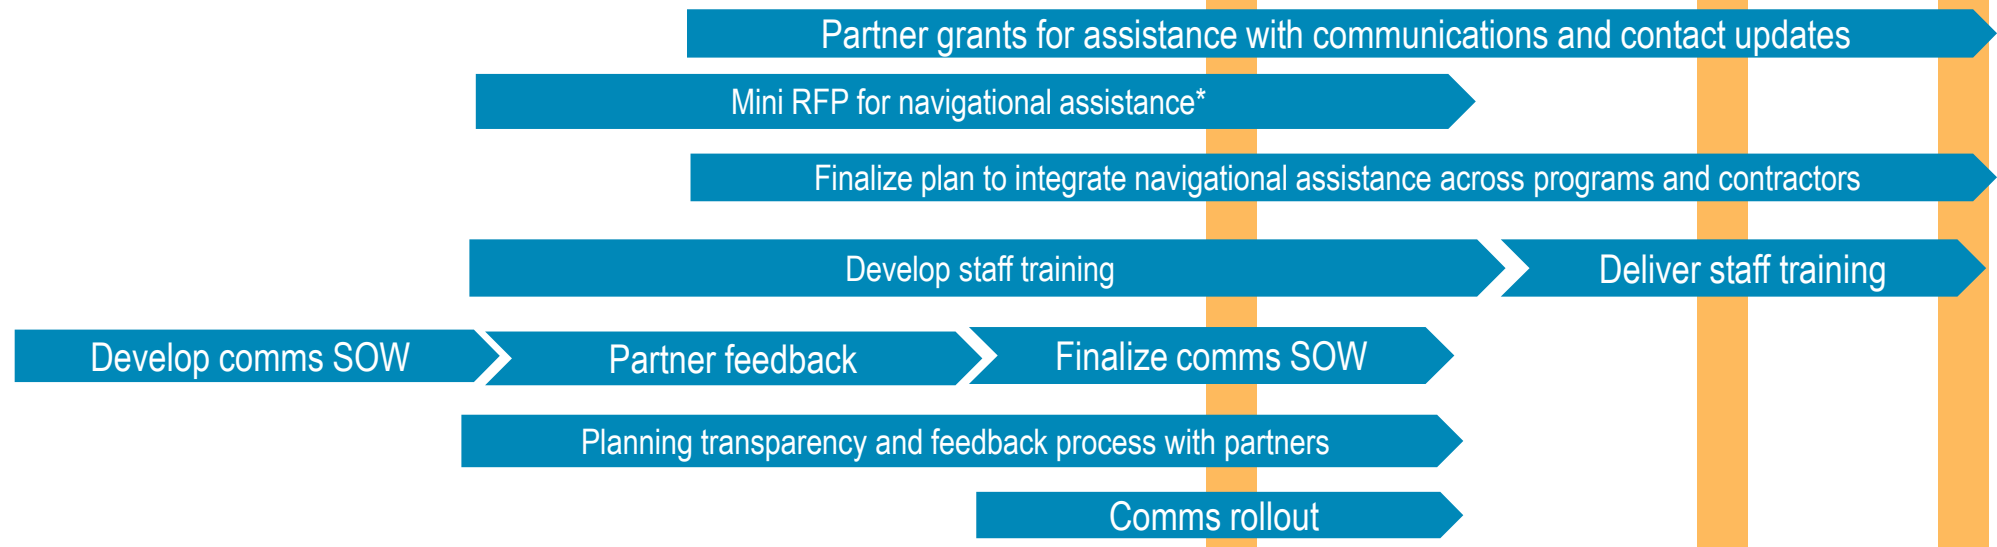 Partner grants for assistance with communications and contact updates
Mini RFP for navigational assistance*
Finalize plan to integrate navigational assistance across programs and contractors
Develop staff training
Deliver staff training
Develop comms SOW
Partner feedback
Finalize comms SOW
Planning transparency and feedback process with partners
Comms rollout